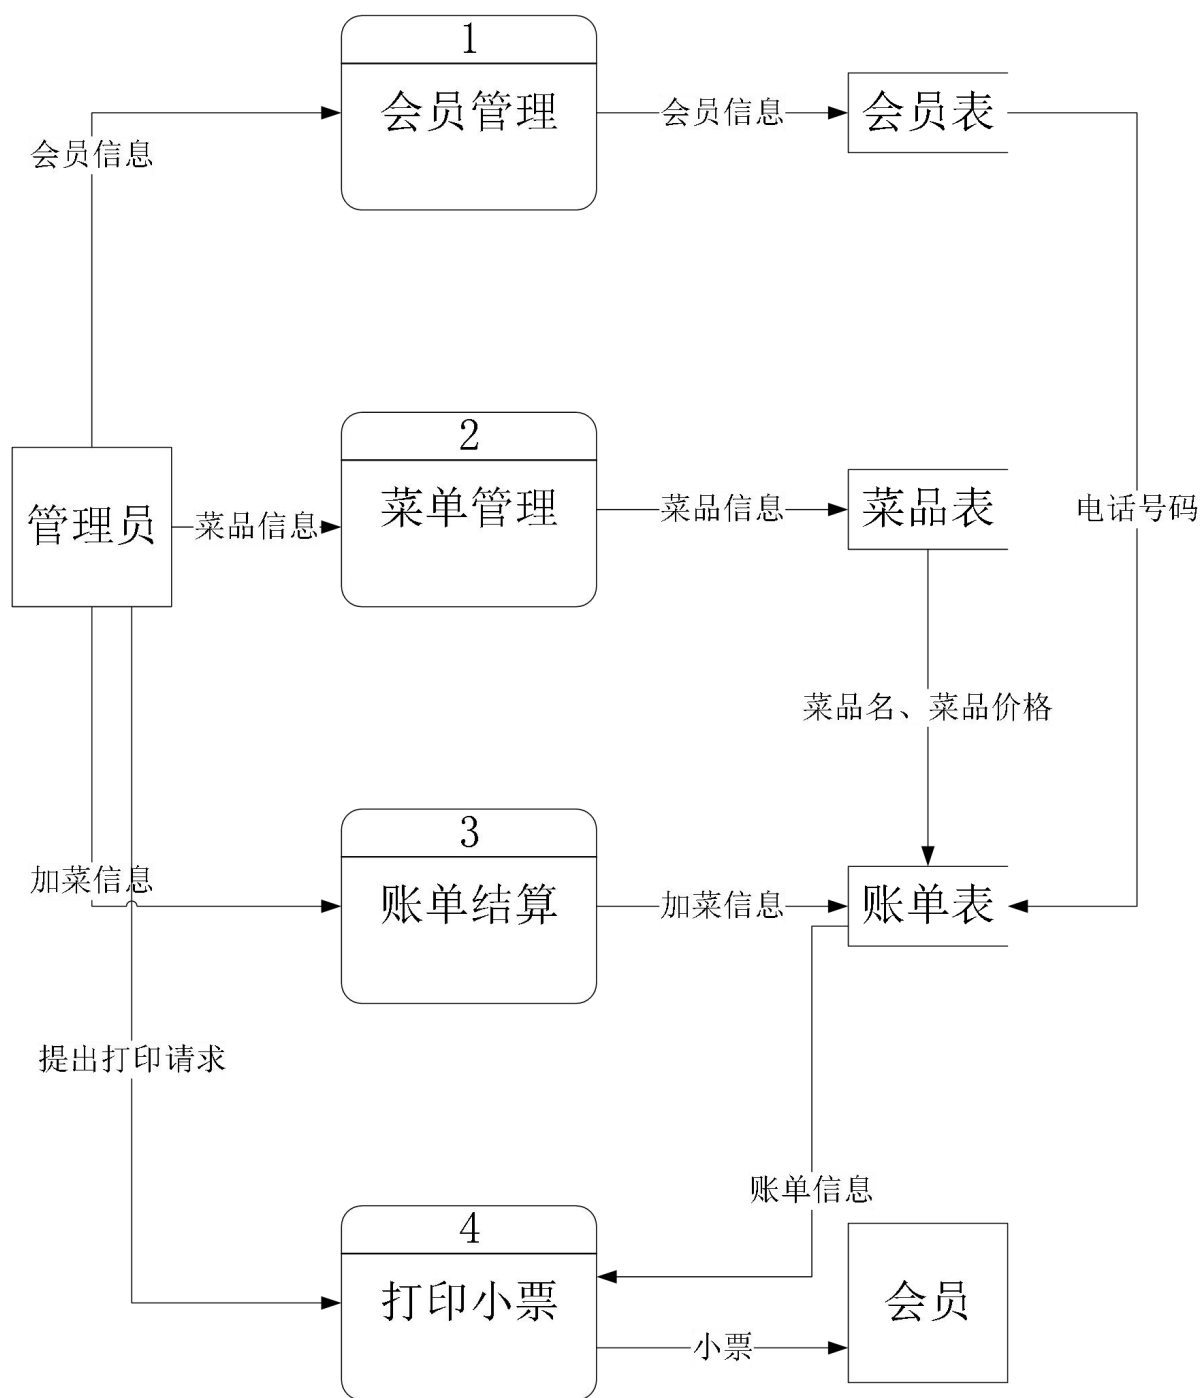 1
会员管理
会员信息
会员表
会员信息
2
管理员
菜品信息
菜单管理
菜品信息
菜品表
电话号码
菜品名、菜品价格
3
加菜信息
账单结算
加菜信息
账单表
提出打印请求
账单信息
4
打印小票
会员
小票